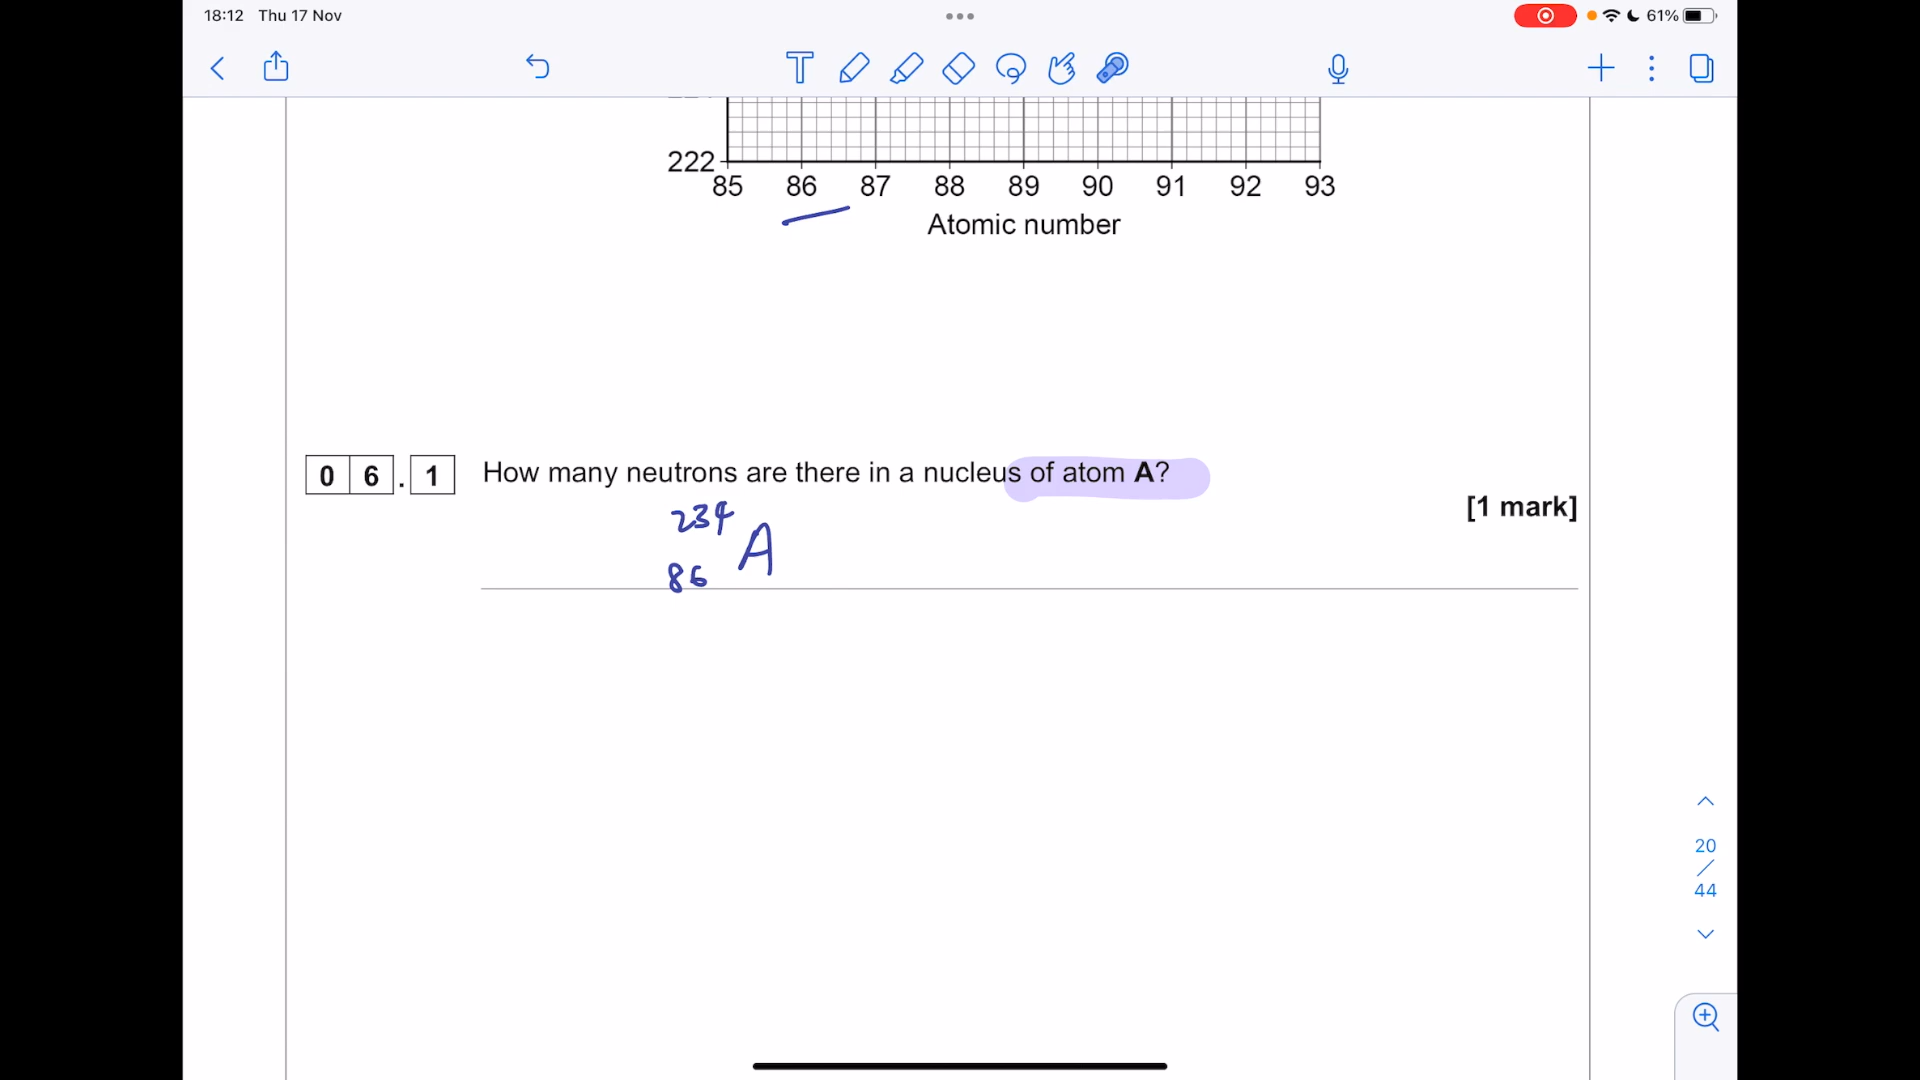 18:12 Thu 17 Nov
61%
T
222
85 86 87 88 89 90 91 92 93
Atomic number
0 6 . 1 How many neutrons are there in a nucleus of atom A?
[1 mark]
234
A
86
20
44